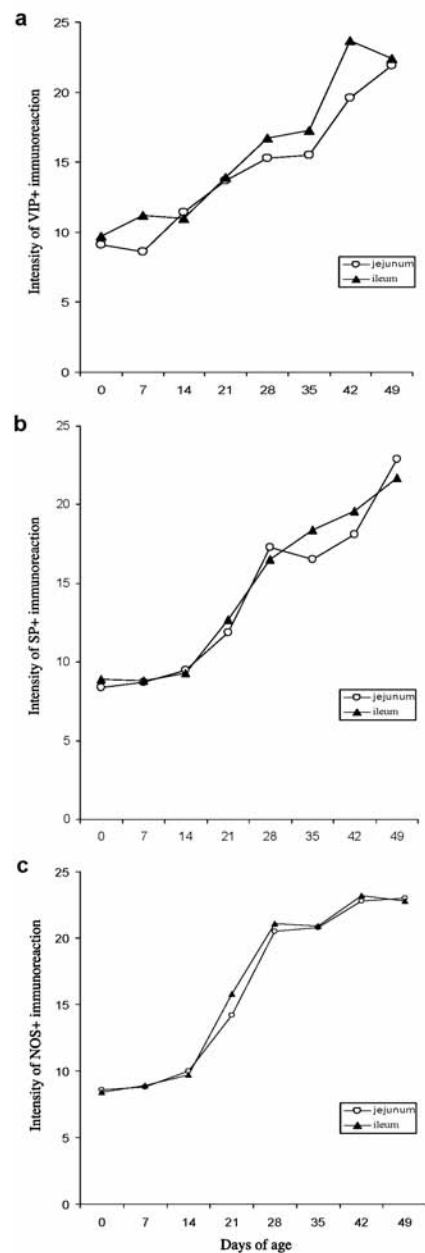 a
25
20
15
10
5
0
Intensity of VIP+ immunoreaction
jejunum
ileum
0 7 14 21 28 35 42 49
b
25
20
15
10
5
0
Intensity of SP+ immunoreaction
jejunum
ileum
0 7 14 21 28 35 42 49
c
25
20
15
10
5
0
Intensity of NOS+ immunoreaction
jejunum
ileum
0 7 14 21 28 35 42 49
Days of age